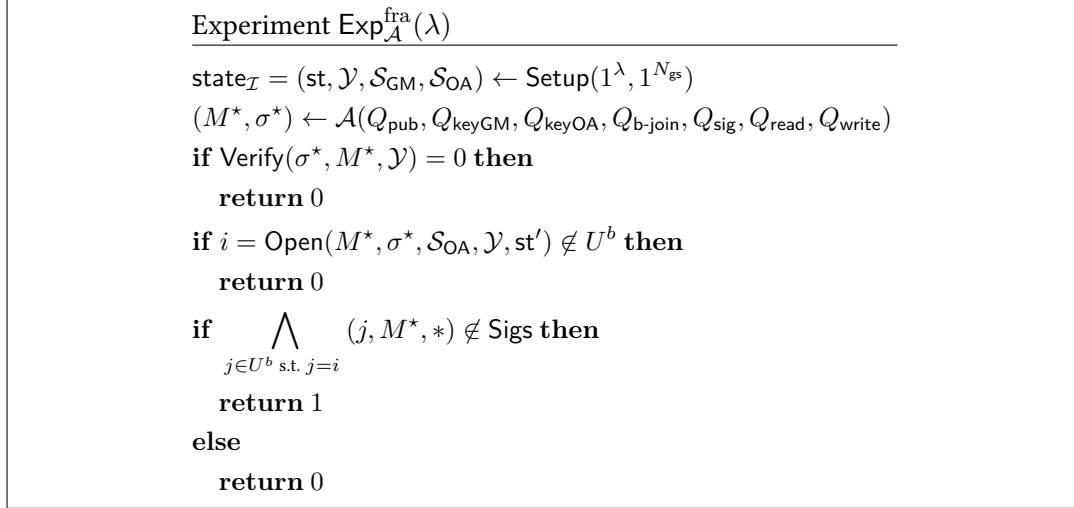 Experiment Exp_𝒜^fra(λ)
state_ℐ = (st, 𝒴, 𝒮_GM, 𝒮_OA) ← Setup(1^λ, 1^{N_gs})
(M^⋆, σ^⋆) ← 𝒜(Q_pub, Q_keyGM, Q_keyOA, Q_b-join, Q_sig, Q_read, Q_write)
if Verify(σ^⋆, M^⋆, 𝒴) = 0 then
return 0
if i = Open(M^⋆, σ^⋆, 𝒮_OA, 𝒴, st′) ∉ U^b then
return 0
if ⋀_{j∈U^b s.t. j=i} (j, M^⋆, ∗) ∉ Sigs then
return 1
else
return 0